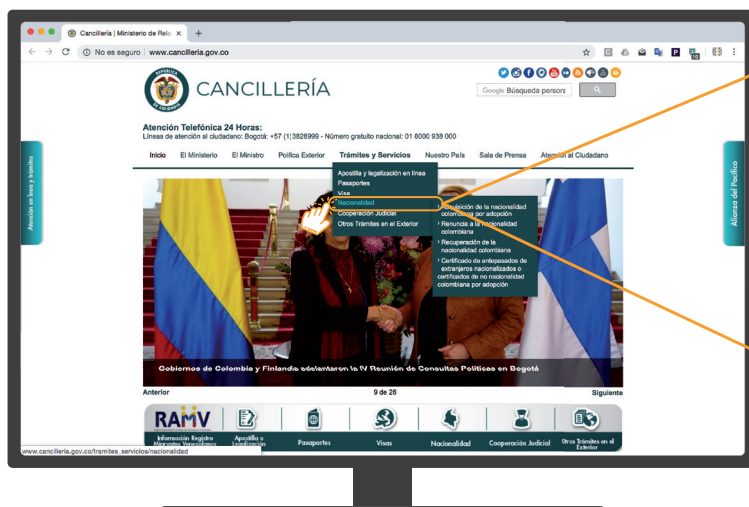 Cancillería | Ministerio de Rela
No es seguro | www.cancilleria.gov.co
REPÚBLICA
DE COLOMBIA
CANCILLERÍA
Google Búsqueda persona
Atención Telefónica 24 Horas:
Líneas de atención al ciudadano: Bogotá: +57 (1)3826999 - Número gratuito nacional: 01 8000 938 000
Inicio El Ministerio El Ministro Política Exterior Trámites y Servicios Nuestro País Sala de Prensa Atención al Ciudadano
Atención en línea y trámites
Alianza del Pacífico
Apostilla y legalización en línea
Pasaportes
Visa
Nacionalidad
Cooperación Judicial
Otros Trámites en el Exterior
Adquisición de la nacionalidad
colombiana por adopción
Renuncia a la nacionalidad
colombiana
Recuperación de la
nacionalidad colombiana
Certificado de antepasados de
extranjeros nacionalizados o
certificados de no nacionalidad
colombiana por adopción
Gobiernos de Colombia y Finlandia adelantaron la IV Reunión de Consultas Políticas en Bogotá
Anterior 9 de 26 Siguiente
RAMV
Información Registro
Migrantes Venezolanos
Apostilla o
Legalización
Pasaportes
Visas
Nacionalidad
Cooperación Judicial
Otros Trámites en el
Exterior
www.cancilleria.gov.co/tramites_servicios/nacionalidad